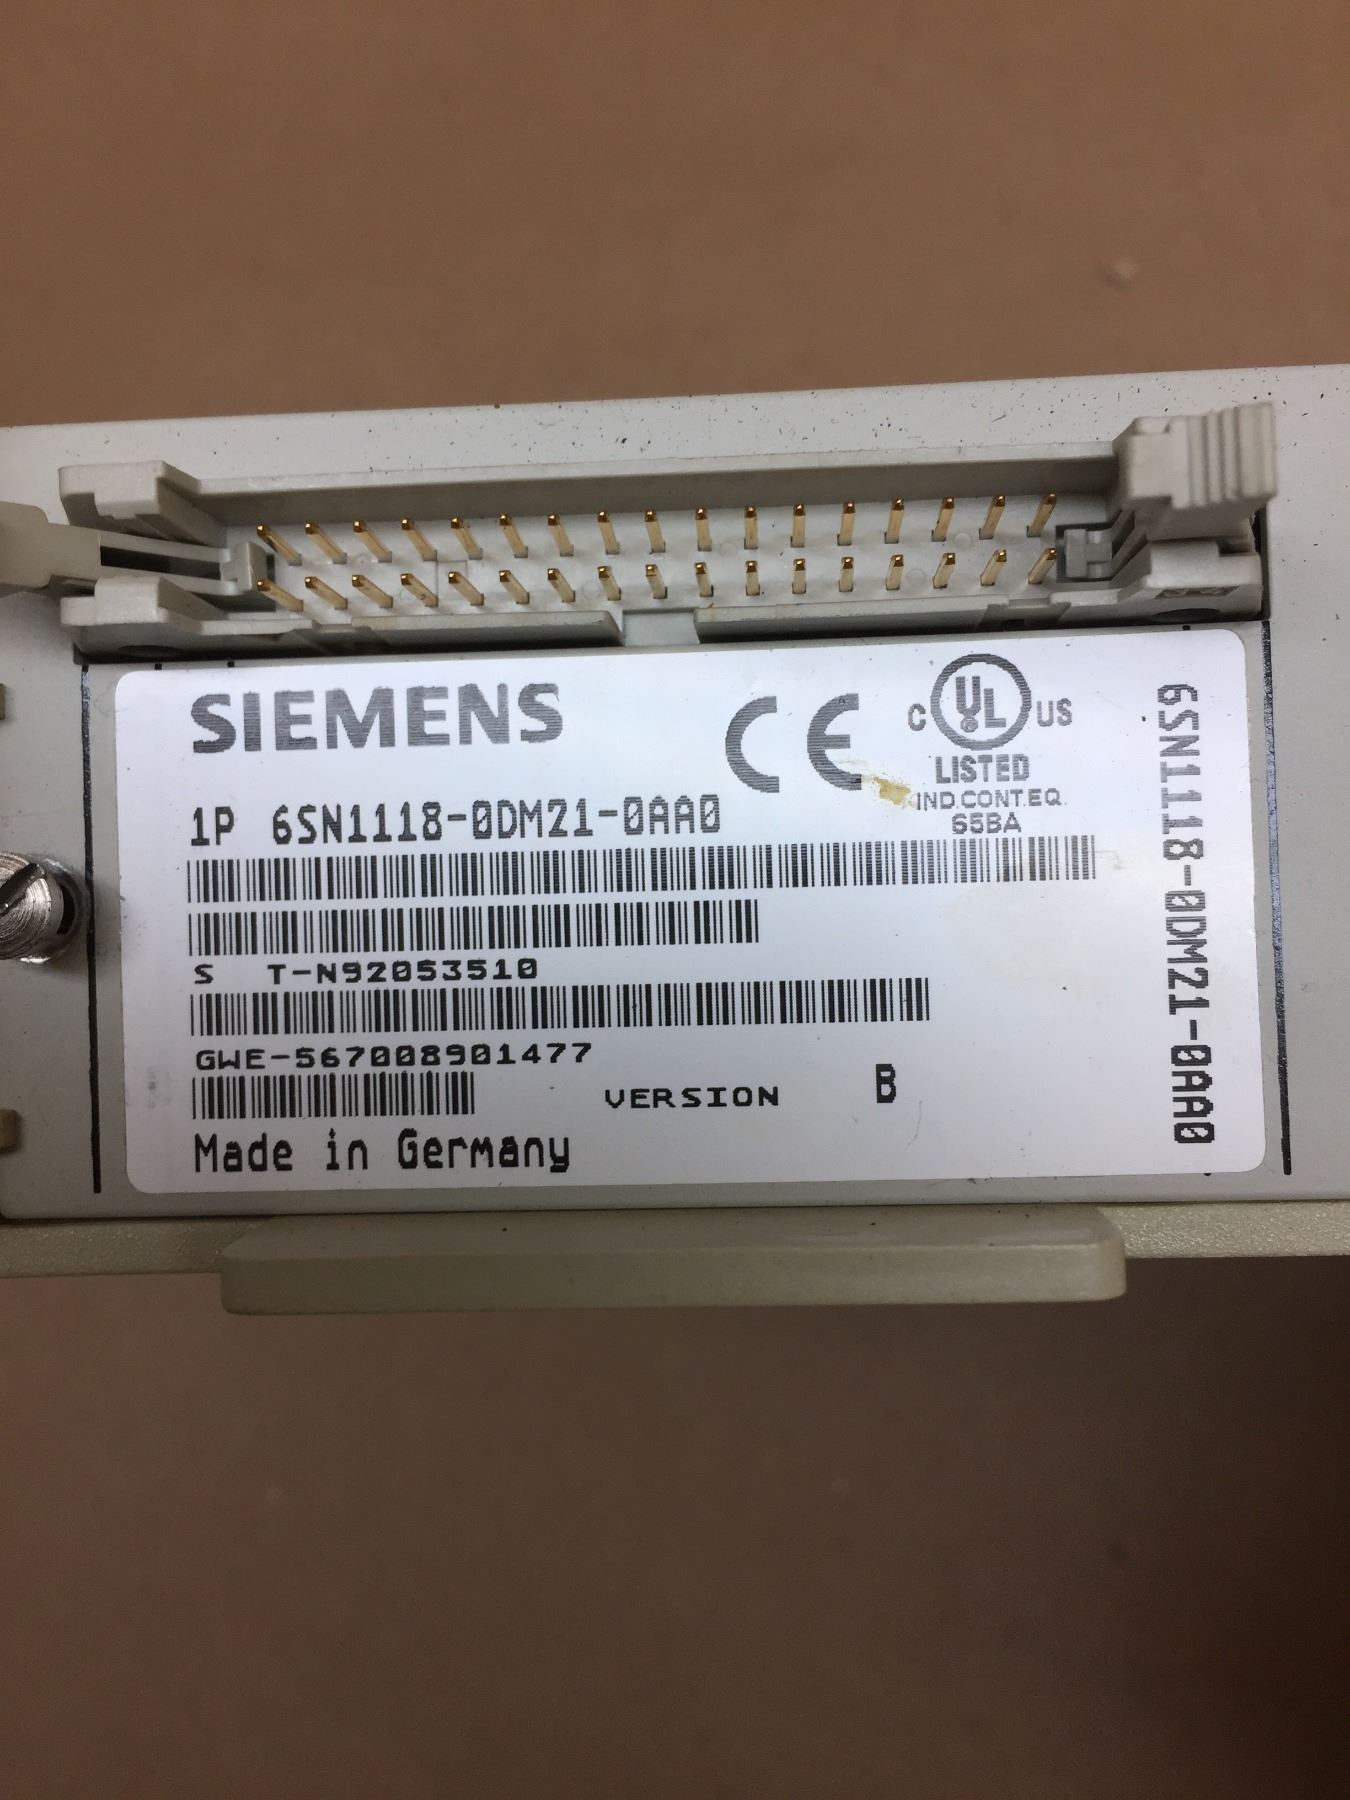 SIEMENS
CE
C UL US
LISTED
IND.CONT.EQ.
65BA
1P 6SN1118-0DM21-0AA0
S T-N92053510
GWE-567008901477
VERSION B
Made in Germany
6SN1118-0DM21-0AA0